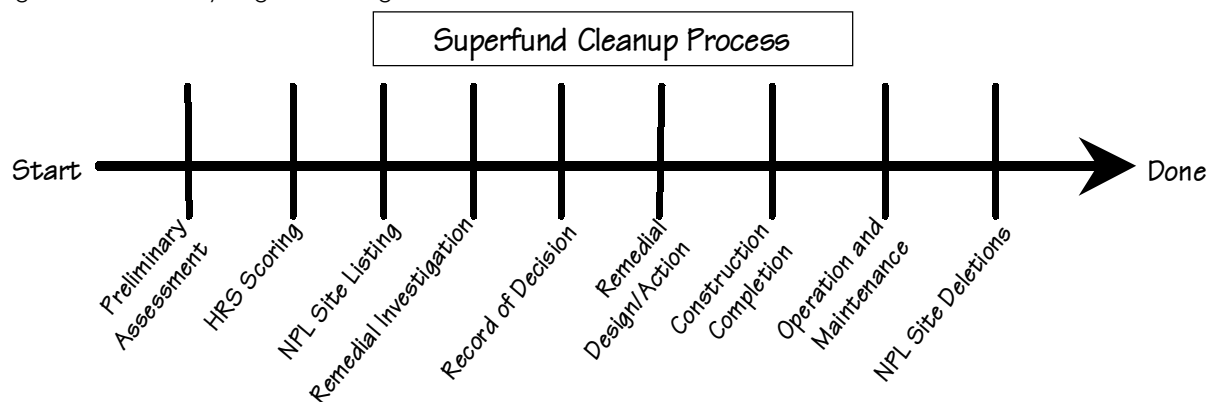 Superfund Cleanup Process
Start
Done
Preliminary
Assessment
HRS Scoring
NPL Site Listing
Remedial Investigation
Record of Decision
Remedial
Design/Action
Construction
Completion
Operation and
Maintenance
NPL Site Deletions